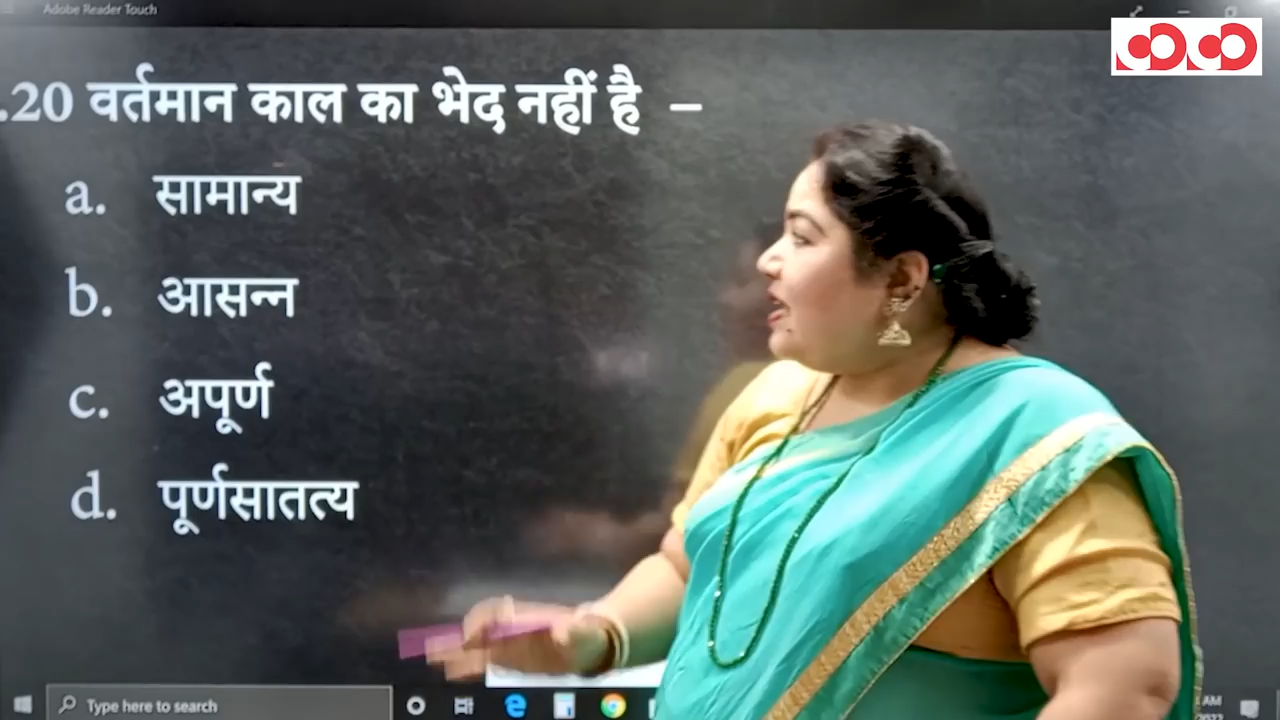 Adobe Reader Touch
.20 वर्तमान काल का भेद नहीं है –
a. सामान्य
b. आसन्न
c. अपूर्ण
d. पूर्णसातत्य
Type here to search
AM